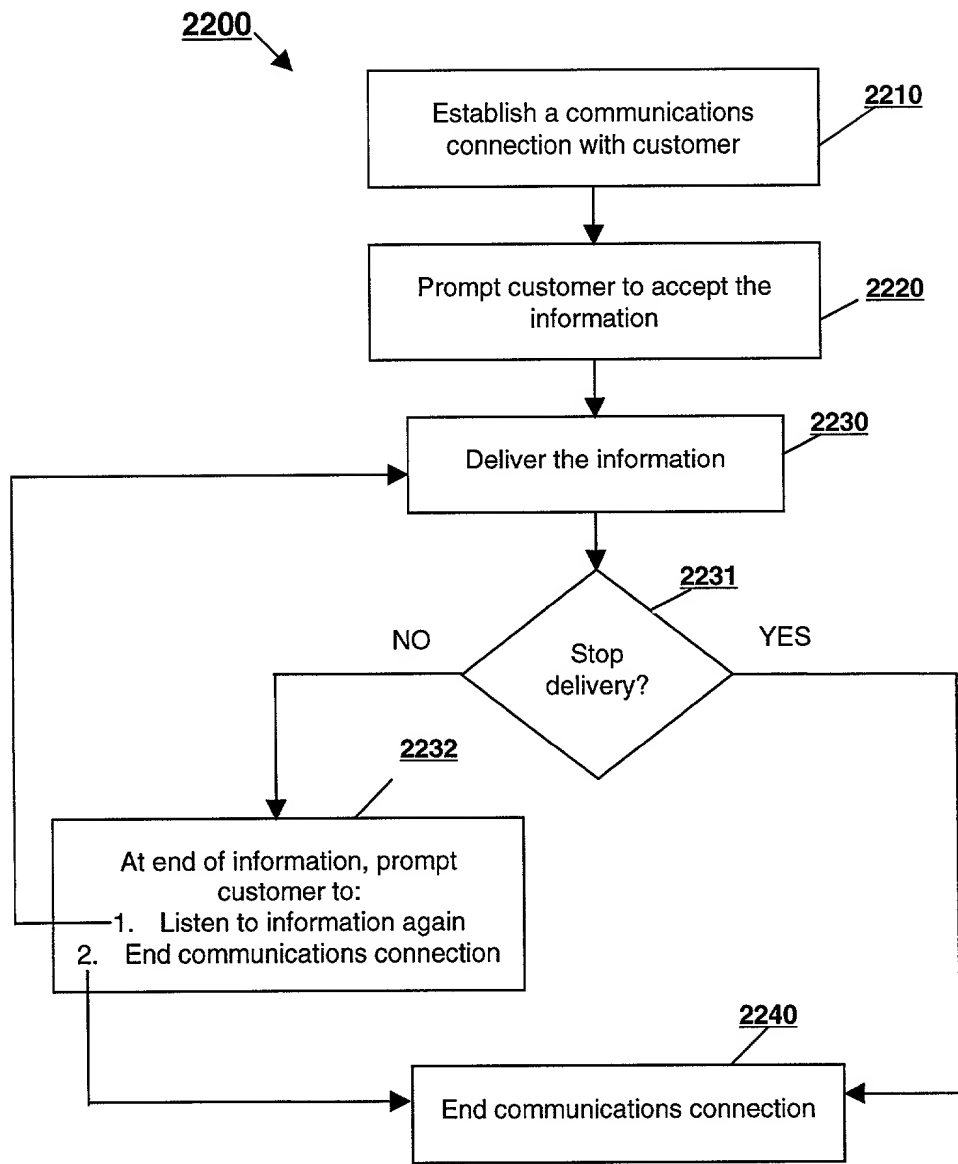 2200
Establish a communications
connection with customer
2210
Prompt customer to accept the
information
2220
Deliver the information
2230
Stop
delivery?
2231
NO
YES
2232
At end of information, prompt
customer to:
1. Listen to information again
2. End communications connection
2240
End communications connection